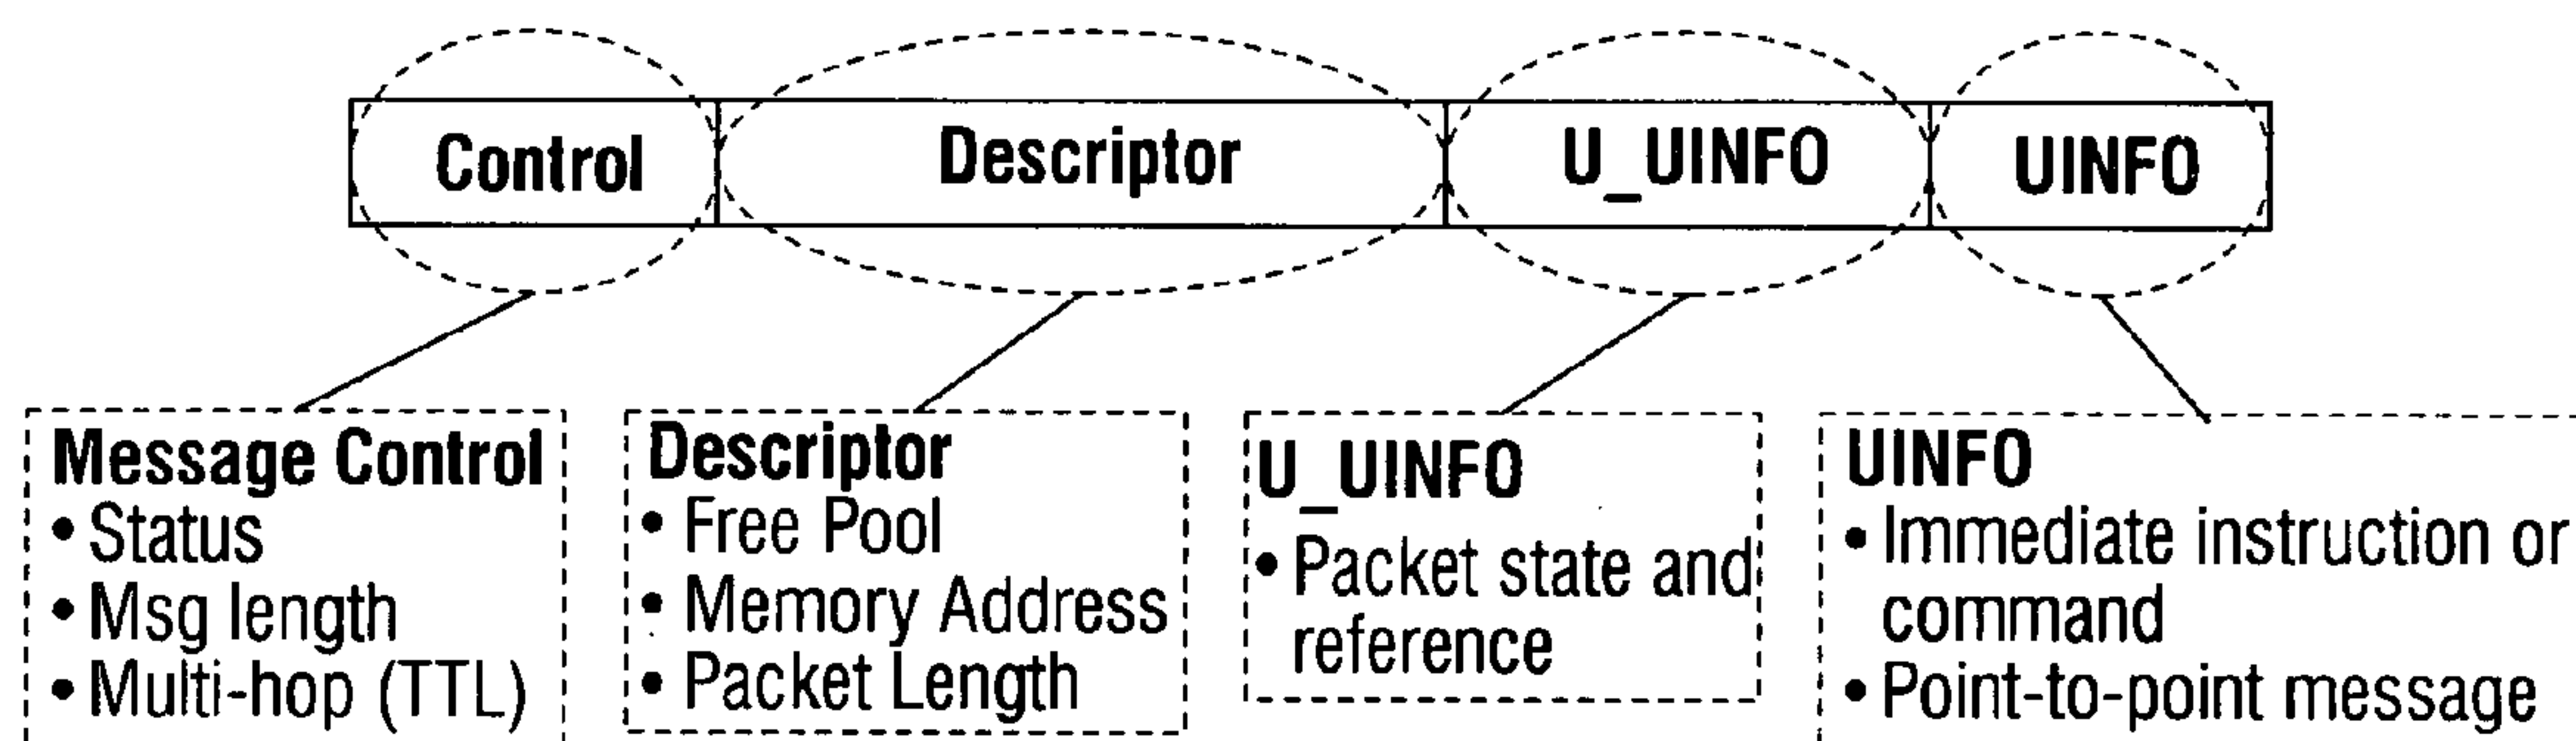 Control
Descriptor
U_UINFO
UINFO
Message Control
• Status
• Msg length
• Multi-hop (TTL)
Descriptor
• Free Pool
• Memory Address
• Packet Length
U_UINFO
• Packet state and
reference
UINFO
• Immediate instruction or
command
• Point-to-point message